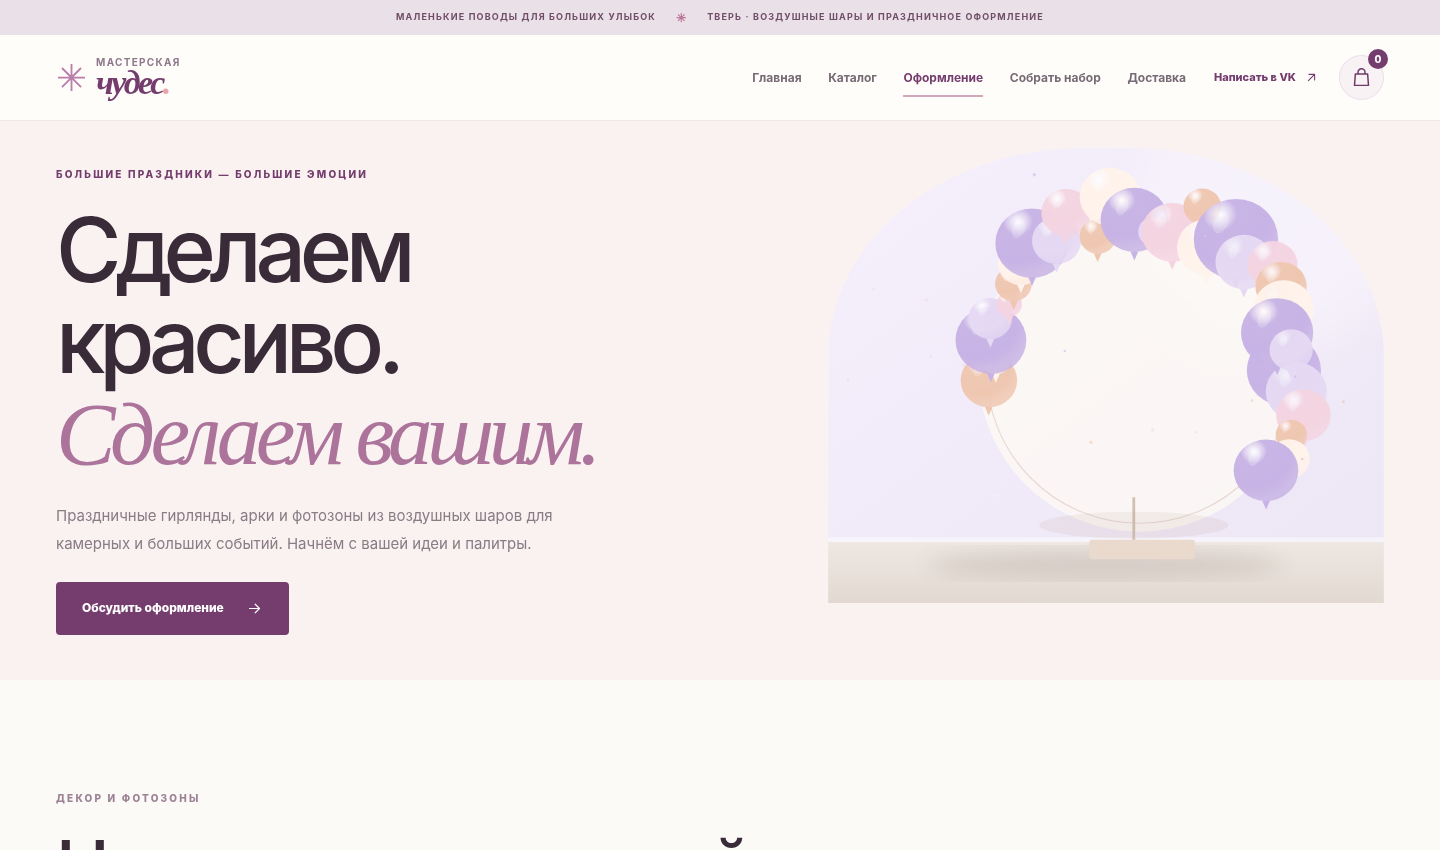 МАЛЕНЬКИЕ ПОВОДЫ ДЛЯ БОЛЬШИХ УЛЫБОК
ТВЕРЬ · ВОЗДУШНЫЕ ШАРЫ И ПРАЗДНИЧНОЕ ОФОРМЛЕНИЕ
МАСТЕРСКАЯ
чудес.
Главная
Каталог
Оформление
Собрать набор
Доставка
Написать в VK
0
БОЛЬШИЕ ПРАЗДНИКИ — БОЛЬШИЕ ЭМОЦИИ
Сделаем
красиво.
Сделаем вашим.
Праздничные гирлянды, арки и фотозоны из воздушных шаров для
камерных и больших событий. Начнём с вашей идеи и палитры.
Обсудить оформление
ДЕКОР И ФОТОЗОНЫ